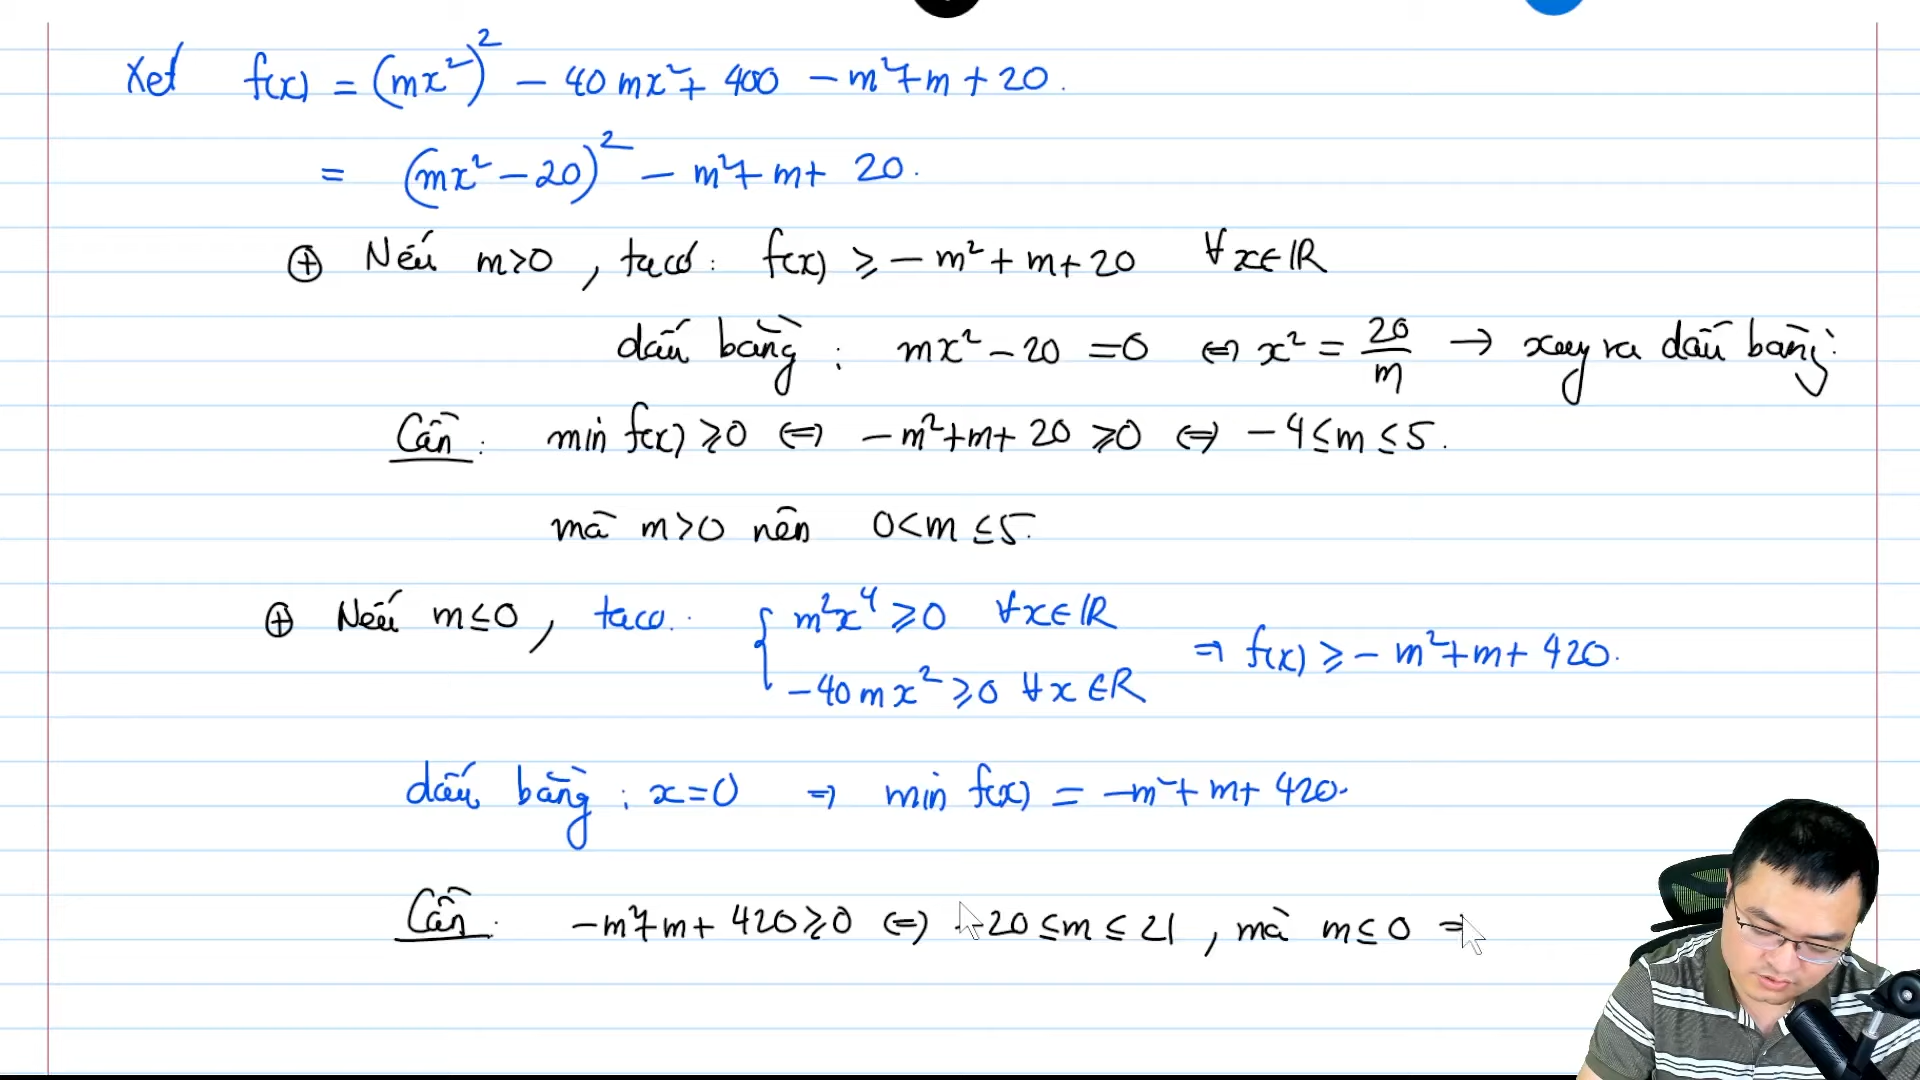 Xét f(x) = (mx²)² - 40mx² + 400 - m² + m + 20.
= (mx² - 20)² - m² + m + 20.
⊕ Nếu m>0, ta có: f(x) ≥ -m² + m + 20 ∀x∈ℝ
dấu bằng: mx² - 20 = 0 ⇔ x² = 20/m → xảy ra dấu bằng.
Cần: min f(x) ≥ 0 ⇔ -m² + m + 20 ≥ 0 ⇔ -4 ≤ m ≤ 5.
mà m>0 nên 0 < m ≤ 5.
⊕ Nếu m ≤ 0, ta có: { m²x⁴ ≥ 0 ∀x∈ℝ
-40mx² ≥ 0 ∀x∈ℝ ⇒ f(x) ≥ -m² + m + 420.
dấu bằng: x=0 ⇒ min f(x) = -m² + m + 420.
Cần: -m² + m + 420 ≥ 0 ⇔ -20 ≤ m ≤ 21, mà m ≤ 0 ⇒